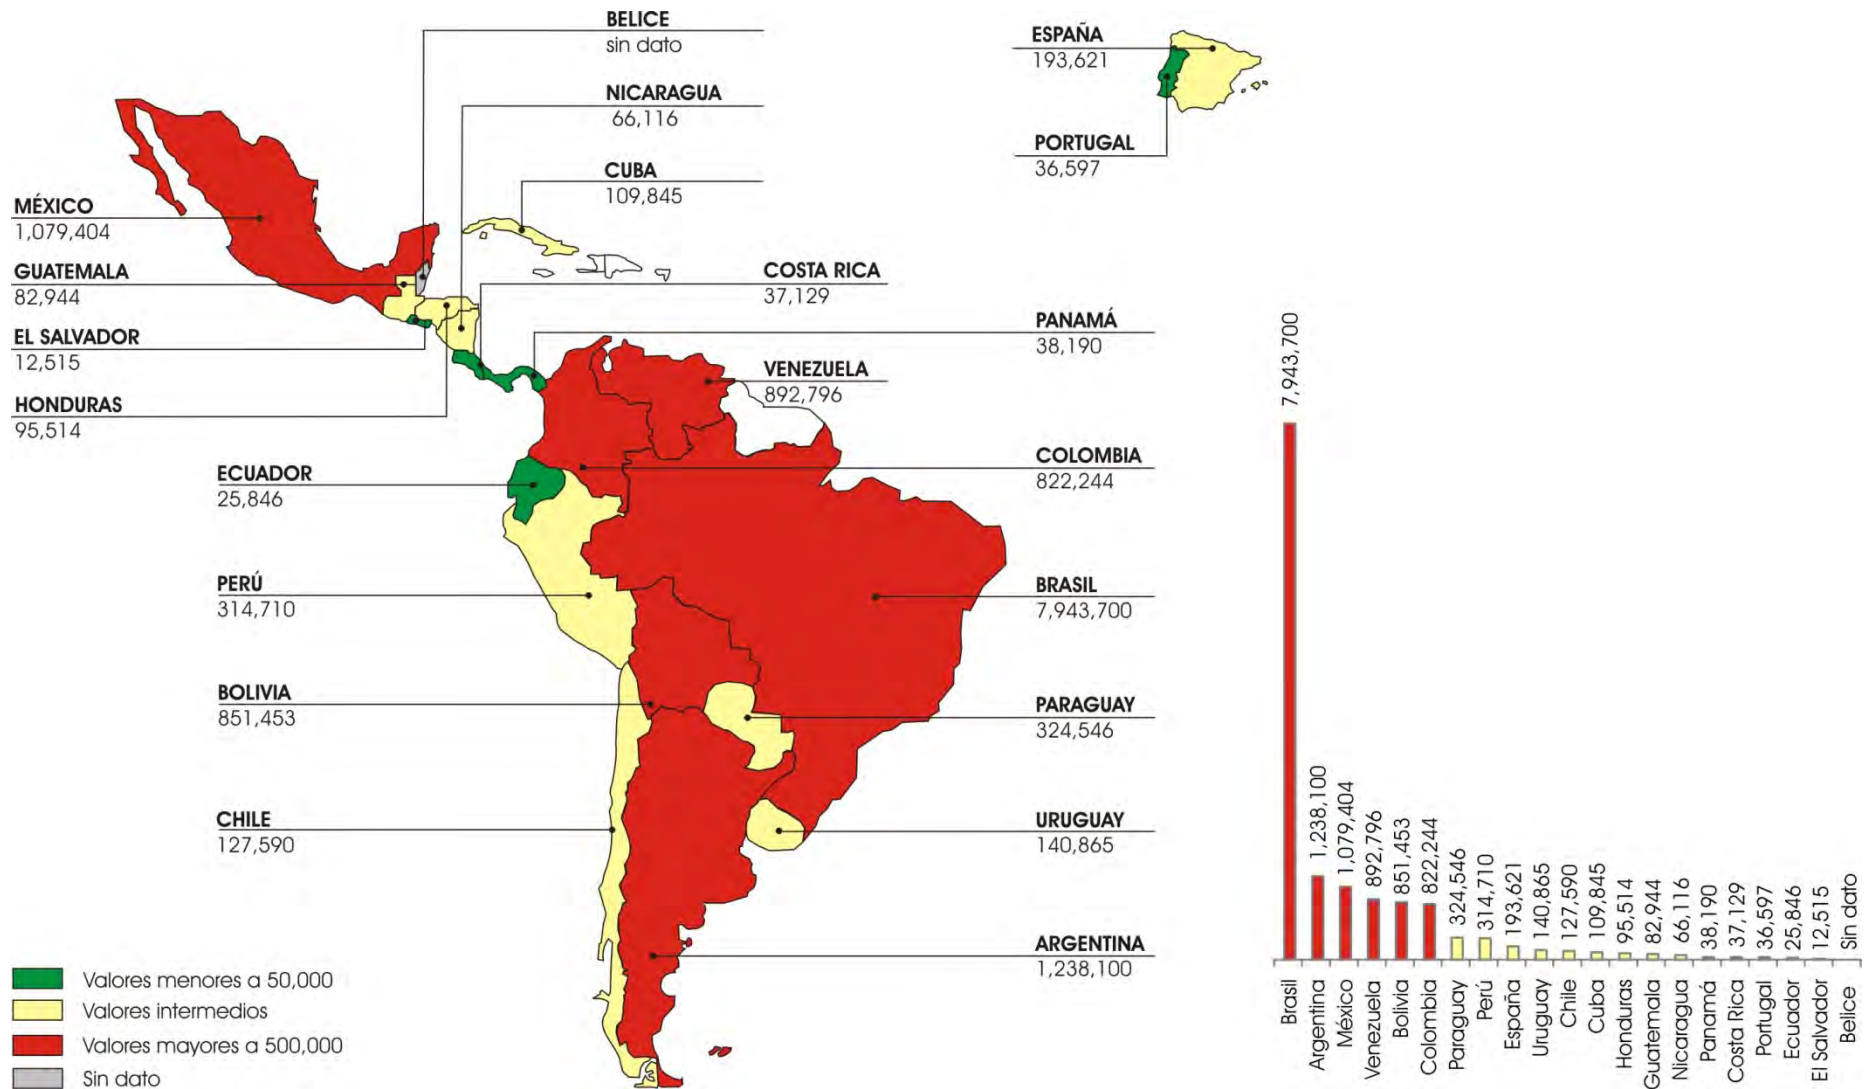 BELICE
sin dato
NICARAGUA
66,116
CUBA
109,845
ESPAÑA
193,621
PORTUGAL
36,597
MÉXICO
1,079,404
GUATEMALA
82,944
EL SALVADOR
12,515
HONDURAS
95,514
COSTA RICA
37,129
PANAMÁ
38,190
VENEZUELA
892,796
COLOMBIA
822,244
ECUADOR
25,846
PERÚ
314,710
BRASIL
7,943,700
BOLIVIA
851,453
PARAGUAY
324,546
CHILE
127,590
URUGUAY
140,865
ARGENTINA
1,238,100
Valores menores a 50,000
Valores intermedios
Valores mayores a 500,000
Sin dato
7,943,700
1,238,100
1,079,404
892,796
851,453
822,244
324,546
314,710
193,621
140,865
127,590
109,845
95,514
82,944
66,116
38,190
37,129
36,597
25,846
12,515
Sin dato
Brasil
Argentina
México
Venezuela
Bolivia
Colombia
Paraguay
Perú
España
Uruguay
Chile
Cuba
Honduras
Guatemala
Nicaragua
Panamá
Costa Rica
Portugal
Ecuador
El Salvador
Belice